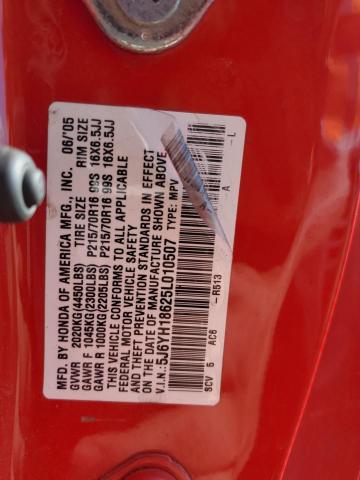 MFD. BY HONDA OF AMERICA MFG., INC. 06/'05
GVWR 2020KG(4450LBS) TIRE SIZE RIM SIZE
GAWR F 1045KG(2300LBS) P215/70R16 99S 16X6.5JJ
GAWR R 1000KG(2205LBS) P215/70R16 99S 16X6.5JJ
THIS VEHICLE CONFORMS TO ALL APPLICABLE
FEDERAL MOTOR VEHICLE SAFETY
AND THEFT PREVENTION STANDARDS IN EFFECT
ON THE DATE OF MANUFACTURE SHOWN ABOVE.
V.I.N.: 5J6YH18625L010507 TYPE: MPV
SCV 6 AC6 -R513 A -L